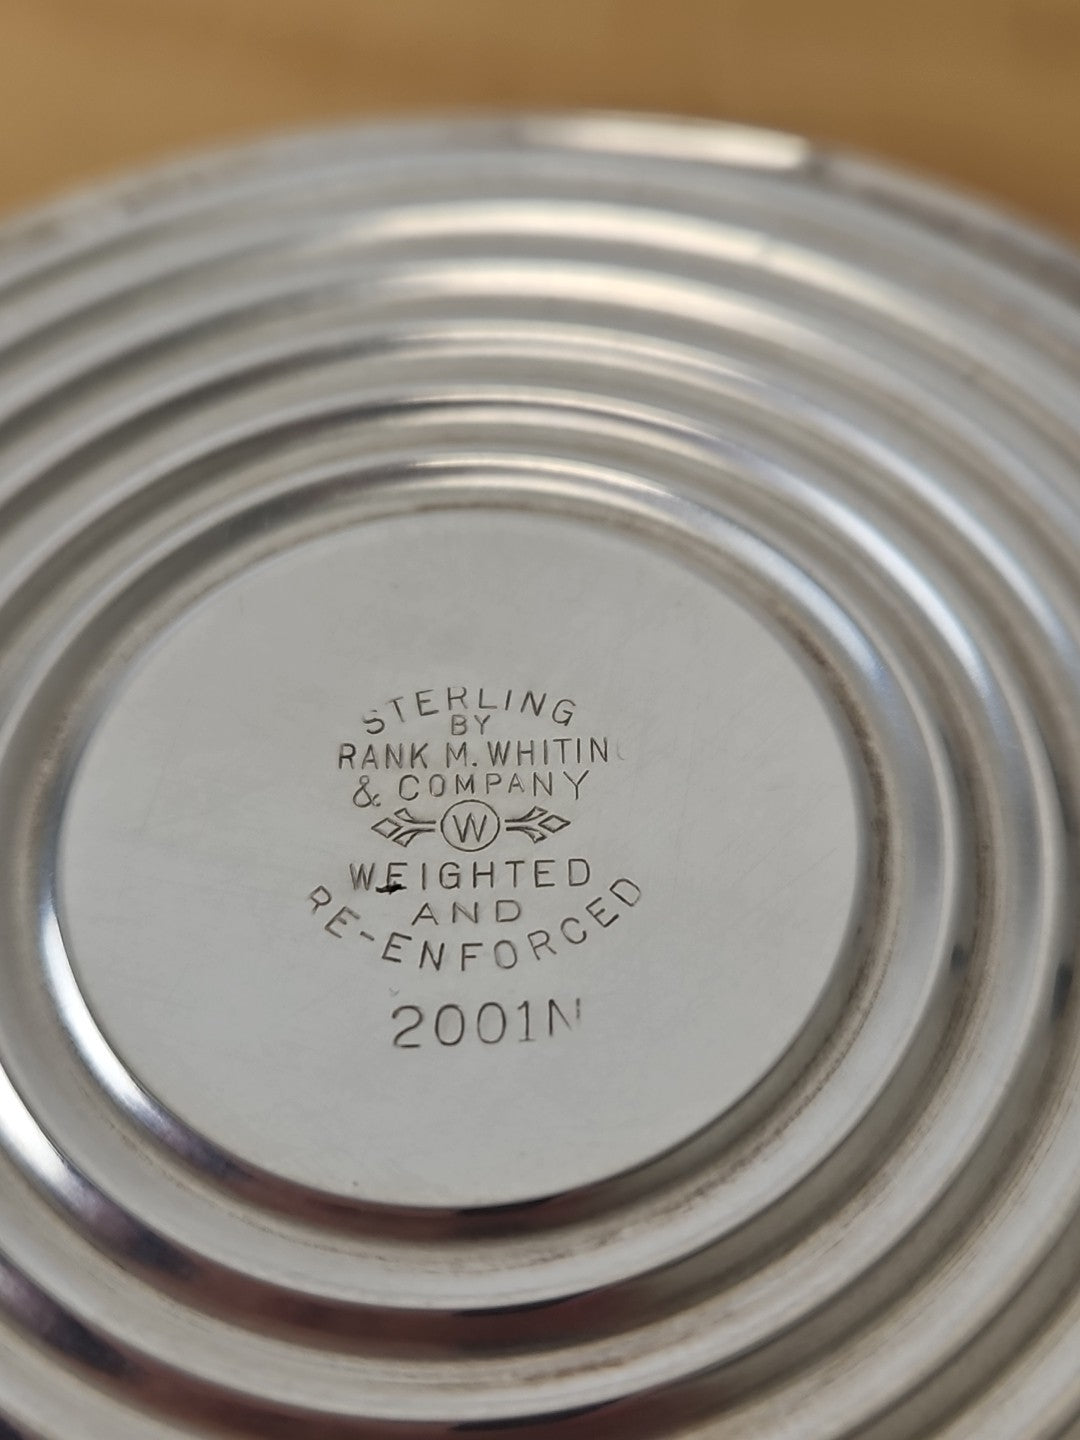 STERLING
BY
RANK M. WHITIN
& COMPANY
W
WEIGHTED
AND
RE-ENFORCED
2001N